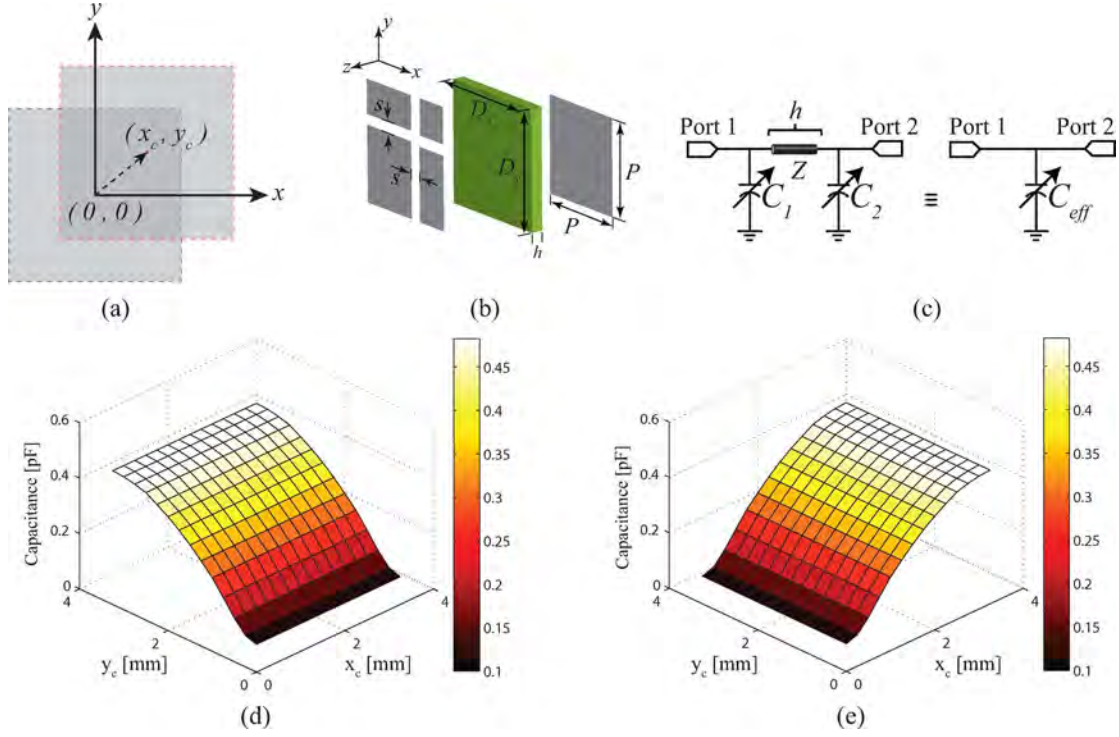 y
(x_c, y_c)
x
(0, 0)
(a)
y
z
x
s
s
D_c
D_c
h
P
P
(b)
Port 1
h
Port 2
Z
C_1
C_2
≡
Port 1
Port 2
C_eff
(c)
Capacitance [pF]
0.6
0.4
0.2
0
4
2
0
0
2
4
y_c [mm]
x_c [mm]
0.45
0.4
0.35
0.3
0.25
0.2
0.15
0.1
(d)
Capacitance [pF]
0.6
0.4
0.2
0
4
2
0
0
2
4
y_c [mm]
x_c [mm]
0.45
0.4
0.35
0.3
0.25
0.2
0.15
0.1
(e)